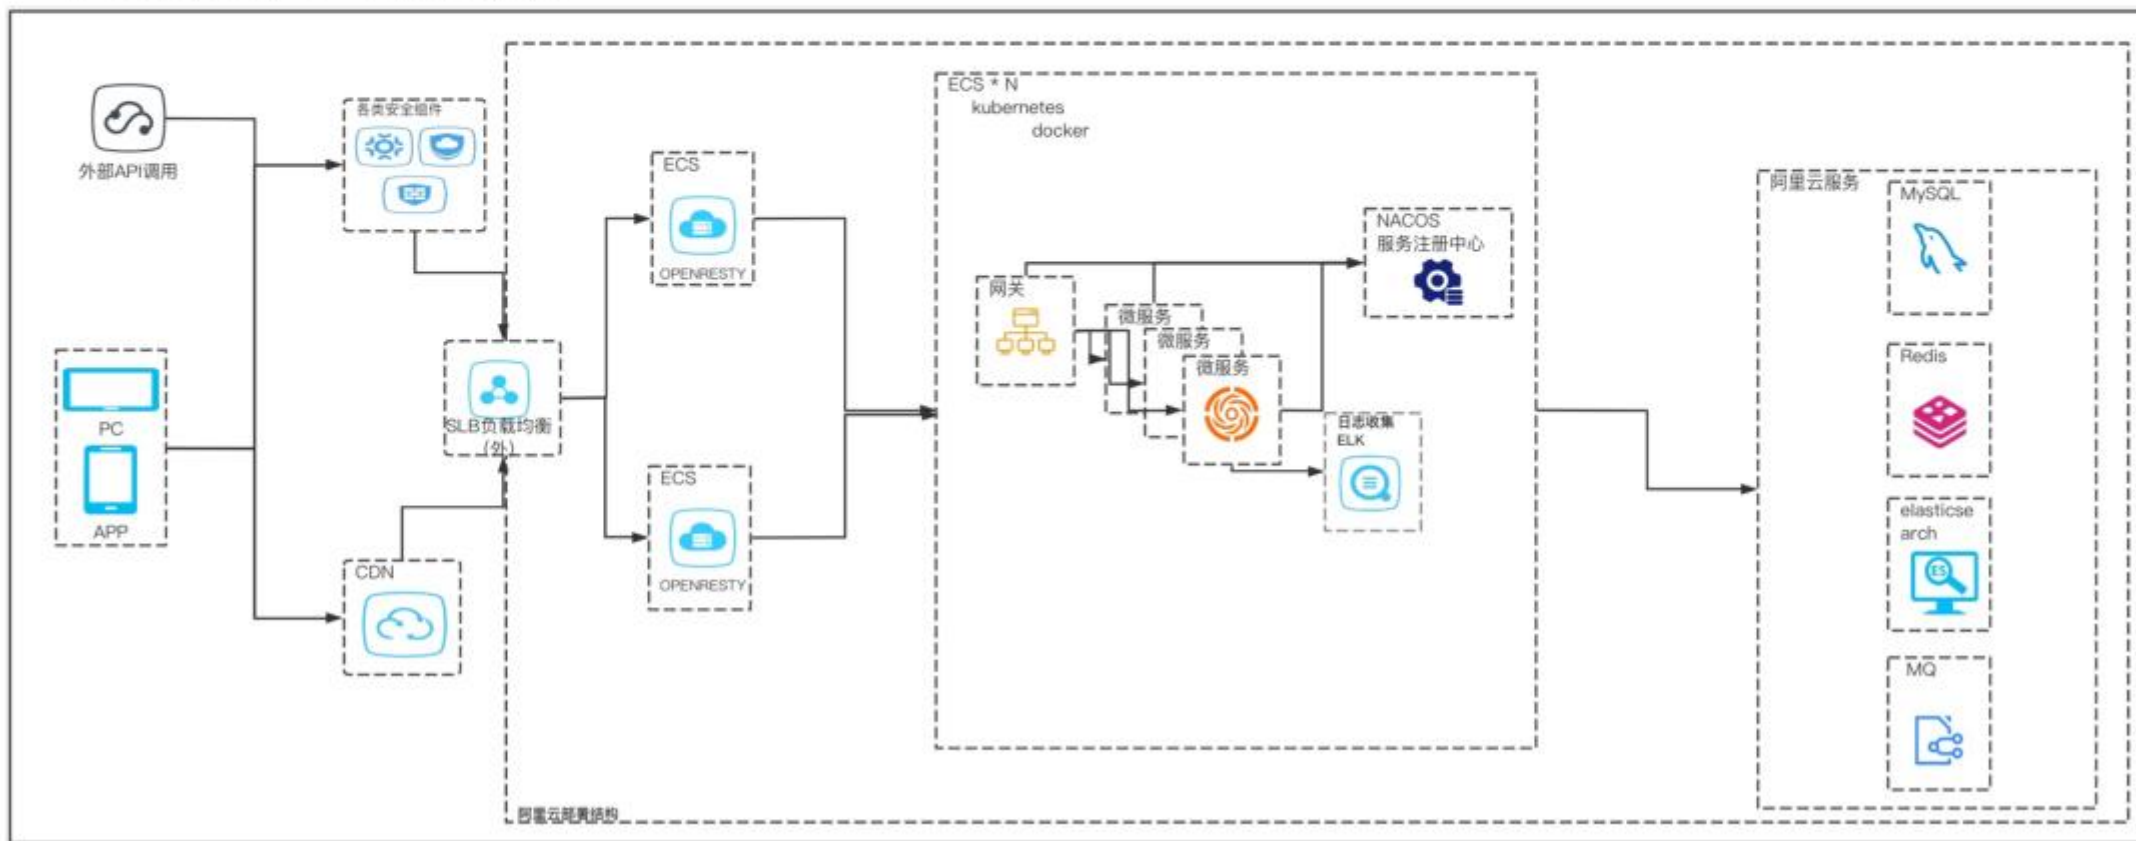 外部API调用
各类安全组件
PC
APP
CDN
SLB负载均衡
（外）
ECS
OPENRESTY
ECS
OPENRESTY
ECS * N
kubernetes
docker
网关
微服务
微服务
微服务
NACOS
服务注册中心
日志收集
ELK
阿里云服务
MySQL
Redis
elasticse
arch
ES
MQ
阿里云部署结构